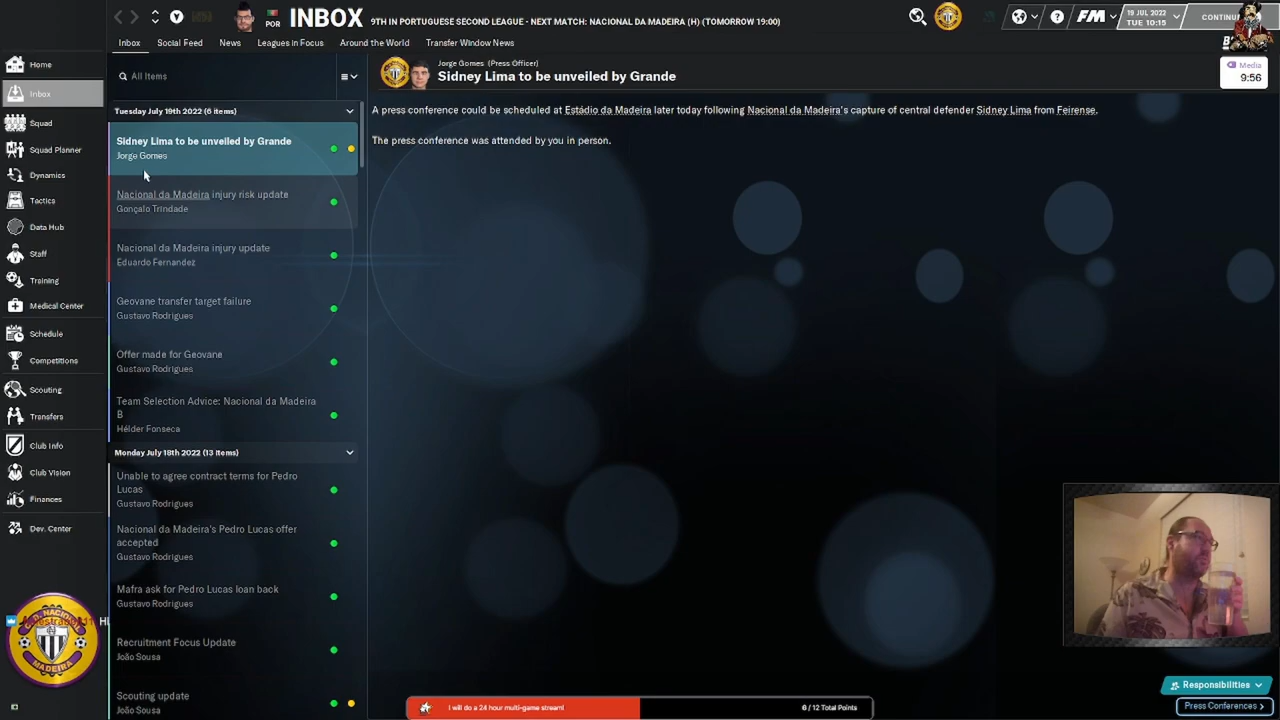 INBOX
POR
9TH IN PORTUGUESE SECOND LEAGUE - NEXT MATCH: NACIONAL DA MADEIRA (H) (TOMORROW 19:00)
FM
19 JUL 2022
TUE 10:15
Inbox
Social Feed
News
Leagues in Focus
Around the World
Transfer Window News
Home
Inbox
Squad
Squad Planner
Dynamics
Tactics
Data Hub
Staff
Training
Medical Center
Schedule
Competitions
Scouting
Transfers
Club Info
Club Vision
Finances
Dev. Center
All Items
Tuesday July 19th 2022 (6 items)
Sidney Lima to be unveiled by Grande
Jorge Gomes
Nacional da Madeira injury risk update
Gonçalo Trindade
Nacional da Madeira injury update
Eduardo Fernandez
Geovane transfer target failure
Gustavo Rodrigues
Offer made for Geovane
Gustavo Rodrigues
Team Selection Advice: Nacional da Madeira
B
Hélder Fonseca
Monday July 18th 2022 (13 items)
Unable to agree contract terms for Pedro
Lucas
Gustavo Rodrigues
Nacional da Madeira's Pedro Lucas offer
accepted
Gustavo Rodrigues
Mafra ask for Pedro Lucas loan back
Gustavo Rodrigues
Recruitment Focus Update
João Sousa
Scouting update
João Sousa
Jorge Gomes (Press Officer)
Sidney Lima to be unveiled by Grande
Media
9:56
A press conference could be scheduled at Estádio da Madeira later today following Nacional da Madeira's capture of central defender Sidney Lima from Feirense.
The press conference was attended by you in person.
NACIONAL
MADEIRA
I will do a 24 hour multi-game stream!
6 / 12 Total Points
Responsibilities
Press Conferences